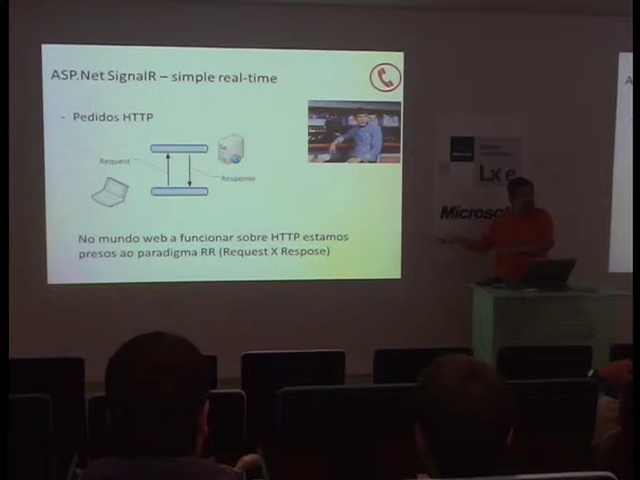 ASP.Net SignalR – simple real-time
- Pedidos HTTP
Request
Response
No mundo web a funcionar sobre HTTP estamos
presos ao paradigma RR (Request X Respose)
Lx e
Microsof